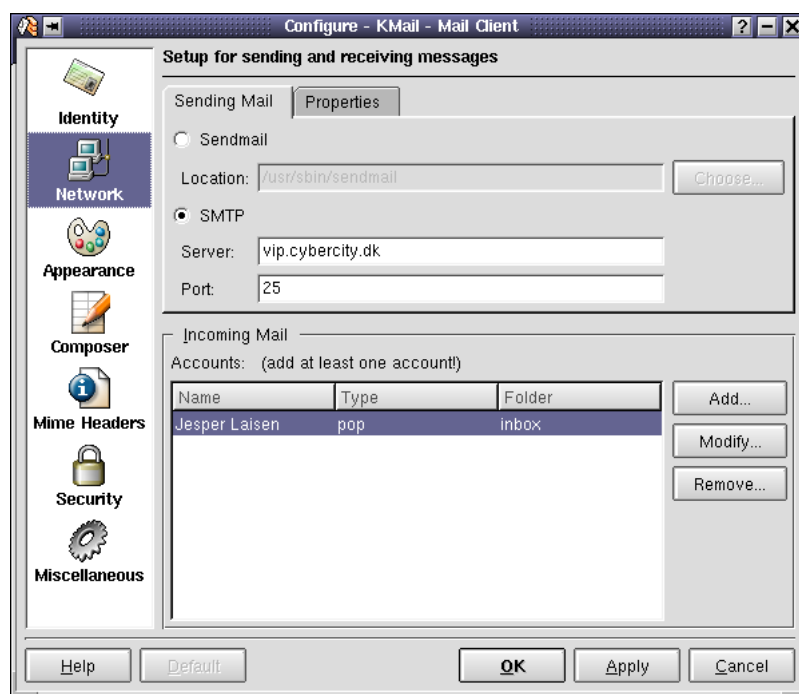 Configure - KMail - Mail Client
Identity
Network
Appearance
Composer
Mime Headers
Security
Miscellaneous
Setup for sending and receiving messages
Sending Mail Properties
Sendmail
Location: /usr/sbin/sendmail Choose...
SMTP
Server: vip.cybercity.dk
Port: 25
Incoming Mail
Accounts: (add at least one account!)
Name Type Folder
Jesper Laisen pop inbox
Add...
Modify...
Remove...
Help Default OK Apply Cancel